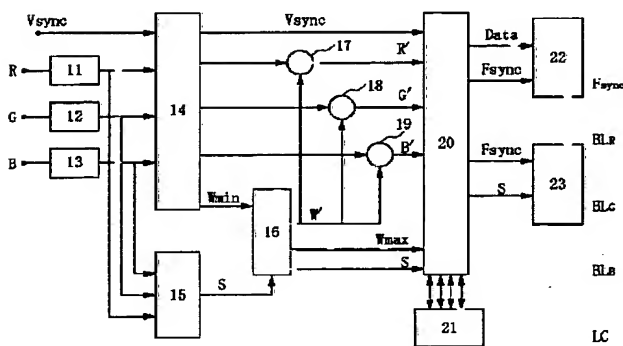 Vsync
Vsync
17
R′
Data
22
R
11
14
Fsync
Fsync
18
G
12
G′
19
20
B
13
B′
Fsync
BLR
23
Wmin
S
16
W′
BLG
Wmax
15
S
S
BLB
21
LC